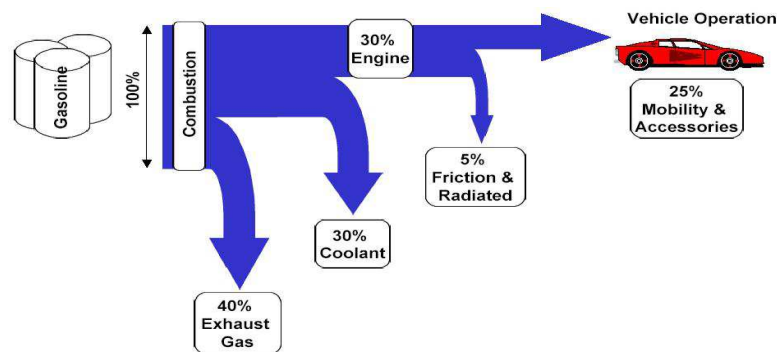 Gasoline
100%
Combustion
30%
Engine
Vehicle Operation
25%
Mobility &
Accessories
5%
Friction &
Radiated
30%
Coolant
40%
Exhaust
Gas